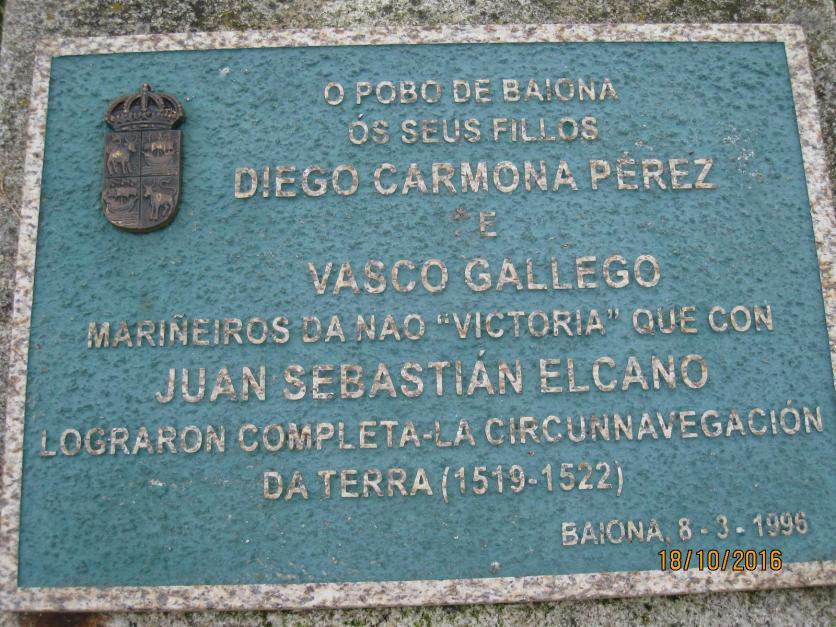 O POBO DE BAIONA
ÓS SEUS FILLOS
DIEGO CARMONA PÉREZ
E
VASCO GALLEGO
MARIÑEIROS DA NAO "VICTORIA" QUE CON
JUAN SEBASTIÁN ELCANO
LOGRARON COMPLETA-LA CIRCUNNAVEGACIÓN
DA TERRA (1519-1522)
BAIONA, 8 - 3 - 1996
18/10/2016